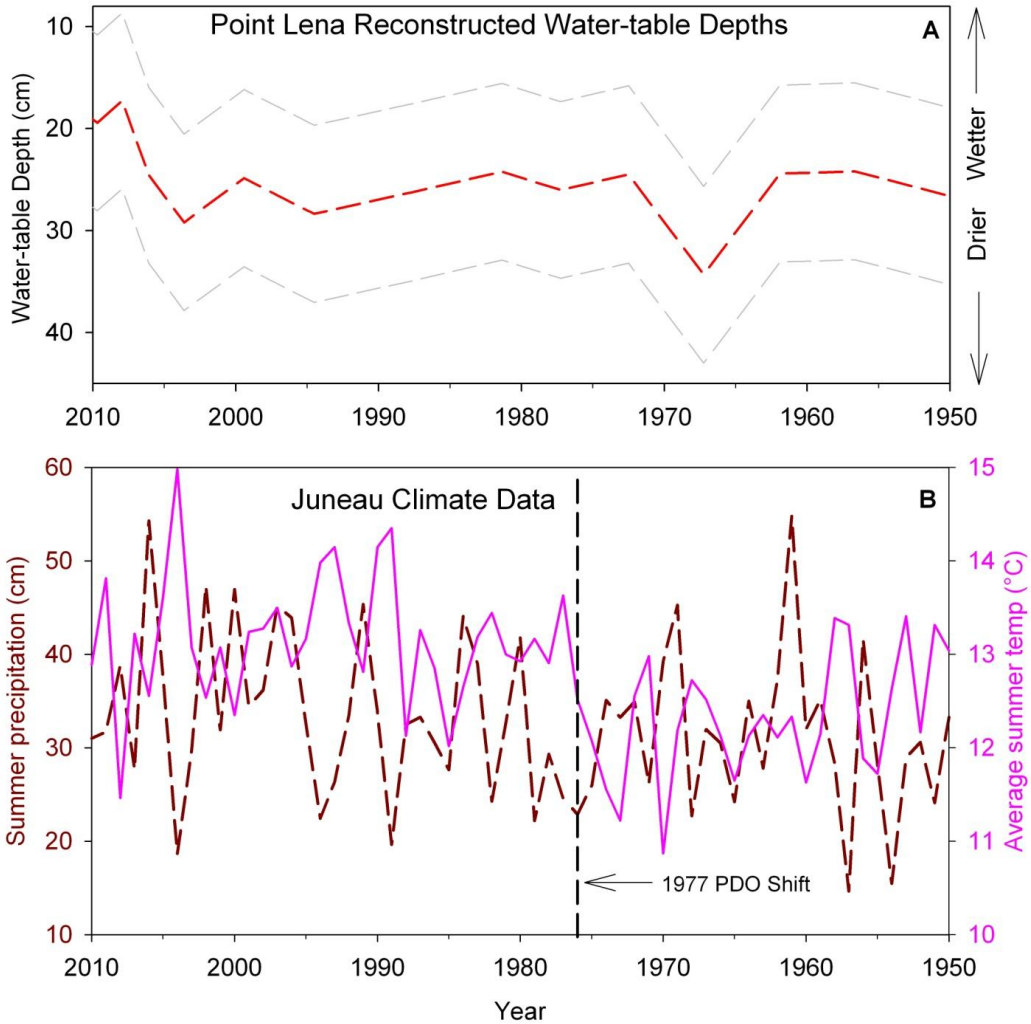 Point Lena Reconstructed Water-table Depths
A
Water-table Depth (cm)
10
20
30
40
Wetter
Drier
2010
2000
1990
1980
1970
1960
1950
Juneau Climate Data
B
Summer precipitation (cm)
60
50
40
30
20
10
Average summer temp (°C)
15
14
13
12
11
10
1977 PDO Shift
2010
2000
1990
1980
1970
1960
1950
Year